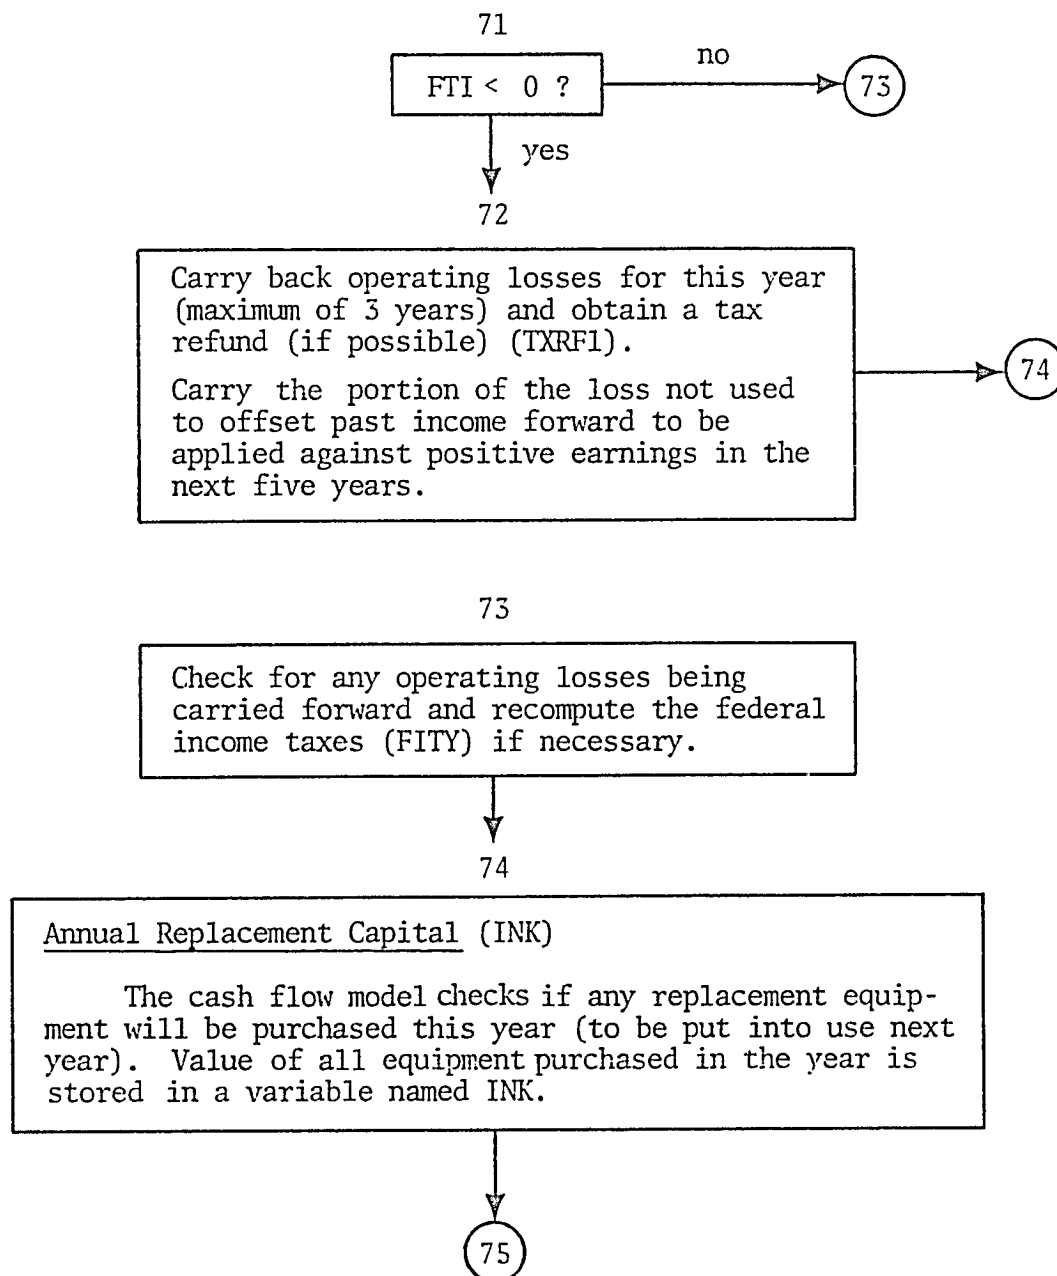 71
FTI < 0 ?
no
73
yes
72
Carry back operating losses for this year
(maximum of 3 years) and obtain a tax
refund (if possible) (TXRF1).
Carry the portion of the loss not used
to offset past income forward to be
applied against positive earnings in the
next five years.
74
73
Check for any operating losses being
carried forward and recompute the federal
income taxes (FITY) if necessary.
74
Annual Replacement Capital (INK)
The cash flow model checks if any replacement equip-
ment will be purchased this year (to be put into use next
year). Value of all equipment purchased in the year is
stored in a variable named INK.
75